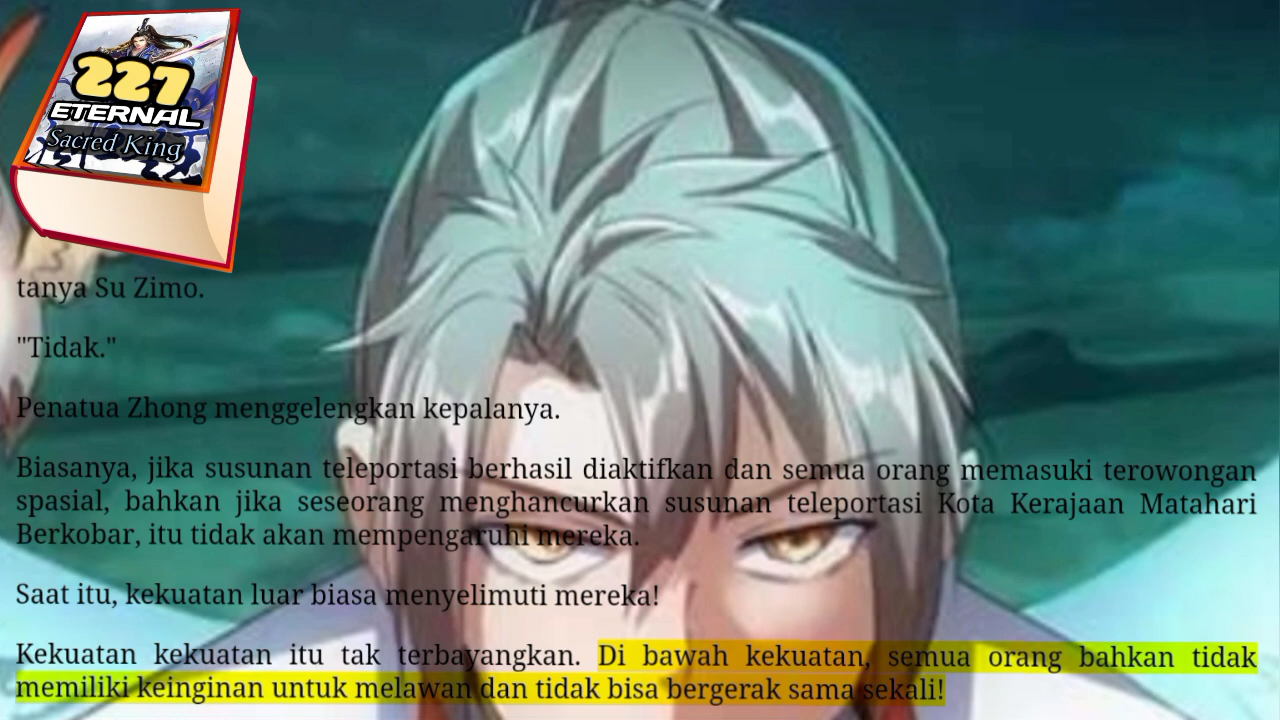 227
ETERNAL
Sacred King
tanya Su Zimo.
"Tidak."
Penatua Zhong menggelengkan kepalanya.
Biasanya, jika susunan teleportasi berhasil diaktifkan dan semua orang memasuki terowongan
spasial, bahkan jika seseorang menghancurkan susunan teleportasi Kota Kerajaan Matahari
Berkobar, itu tidak akan mempengaruhi mereka.
Saat itu, kekuatan luar biasa menyelimuti mereka!
Kekuatan kekuatan itu tak terbayangkan. Di bawah kekuatan, semua orang bahkan tidak
memiliki keinginan untuk melawan dan tidak bisa bergerak sama sekali!